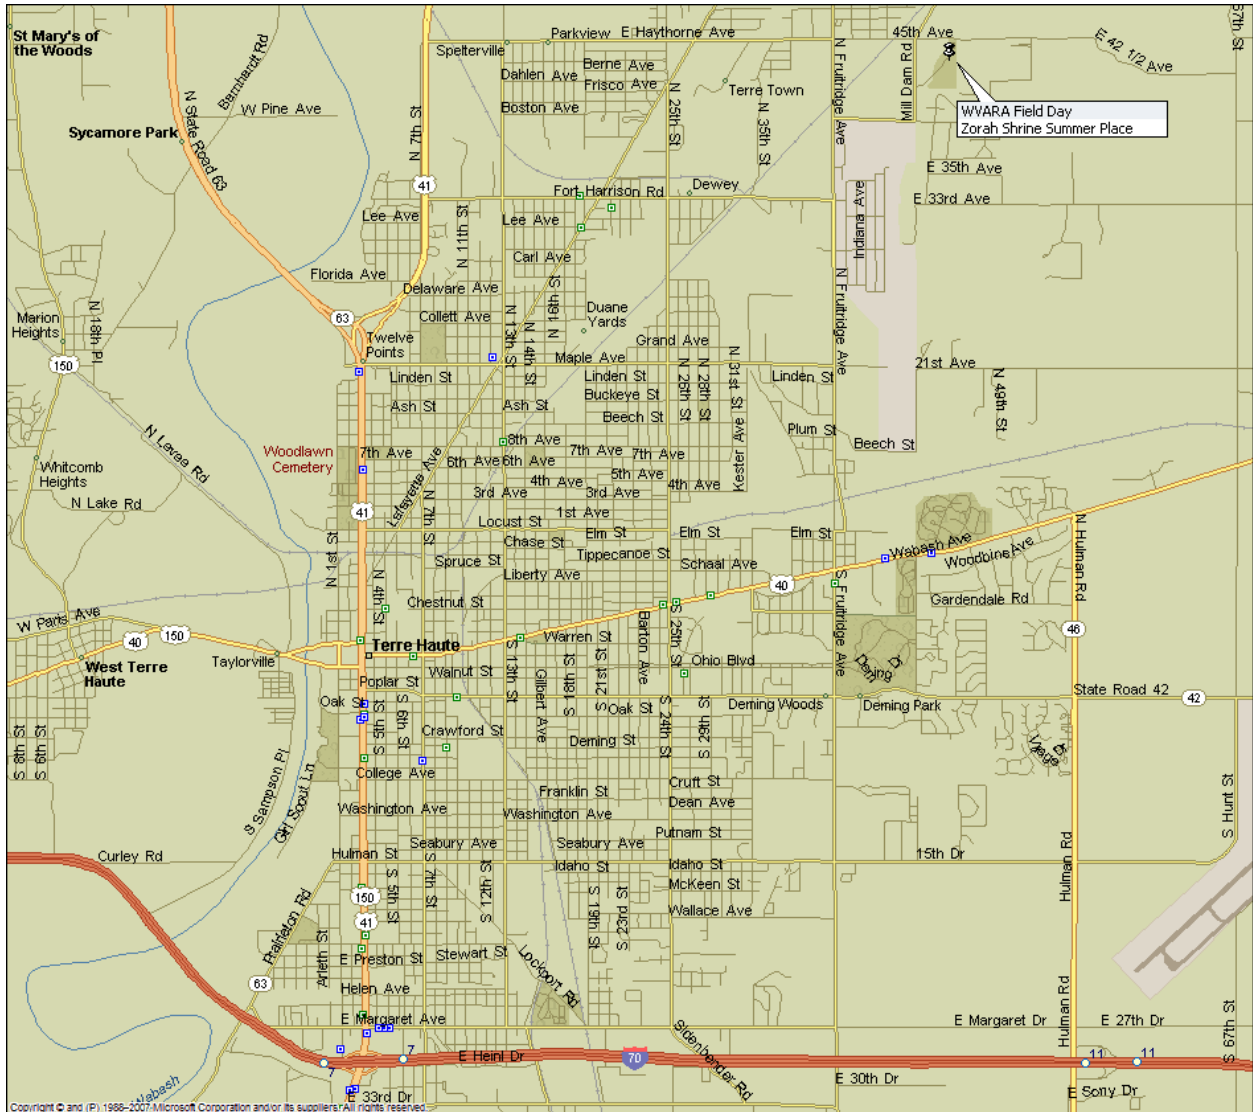 St Mary's of
the Woods
Barnhardt Rd
W Pine Ave
Sycamore Park
N State Road 63
N 7th St
41
Spelterville
Parkview
E Haythorne Ave
Berne Ave
Dahlen Ave
Frisco Ave
Boston Ave
N 25th St
Terre Town
N 35th St
N Fruitridge Ave
45th Ave
Mill Dam Rd
E 42 1/2 Ave
67th St
WVARA Field Day
Zorah Shrine Summer Place
E 35th Ave
E 33rd Ave
Fort Harrison Rd
Dewey
Indiana Ave
Lee Ave
N 11th St
Lee Ave
Carl Ave
Florida Ave
Delaware Ave
Collett Ave
N 13th St
N 14th St
N 19th St
Duane
Yards
N Fruitridge Ave
63
Twelve
Points
Marion
Heights
N 18th Pl
150
Grand Ave
Maple Ave
Linden St
Linden St
Linden St
21st Ave
Buckeye St
N 26th St
N 28th St
N 31st St
N 49th St
Ash St
Ash St
Beech St
Plum St
Beech St
N Levee Rd
Woodlawn
Cemetery
7th Ave
8th Ave
7th Ave
7th Ave
6th Ave
6th Ave
5th Ave
4th Ave
4th Ave
3rd Ave
3rd Ave
1st Ave
Kester Ave
Lafayette Ave
Whitcomb
Heights
N Lake Rd
41
N 7th St
Locust St
Elm St
Elm St
Elm St
Chase St
Tippecanoe St
Spruce St
Schaal Ave
Liberty Ave
Wabash Ave
Woodbine Ave
N Hulman Rd
N 1st St
N 4th St
Chestnut St
40
S Fruitridge Ave
Gardendale Rd
46
W Paris Ave
40
150
Taylorville
West Terre
Haute
Terre Haute
Warren St
Barton Ave
S 25th St
Ohio Blvd
Deming Dr
Walnut St
Poplar St
S 13th St
Gilbert Ave
S 18th St
S 21st St
State Road 42
42
Oak St
Oak St
Deming Woods
Deming Park
S 5th St
S 6th St
Crawford St
Deming St
S 24th St
S 26th St
Village Dr
S 8th St
S 6th St
S Sampson Pl
Girl Scout Ln
College Ave
Cruft St
Franklin St
Dean Ave
Washington Ave
Washington Ave
Putnam St
S Hunt St
Curley Rd
Seabury Ave
Seabury Ave
Hulman St
Idaho St
Idaho St
15th Dr
Hulman Rd
McKeen St
Wallace Ave
150
41
S 5th St
S 7th St
S 12th St
S 19th St
S 23rd St
Prairieton Rd
Arleth St
E Preston St
Stewart St
Lockport Rd
63
Helen Ave
E Margaret Ave
E Margaret Dr
E 27th Dr
Hulman Rd
S 67th St
Sidenbender Rd
7
7
E Heinl Dr
70
11
11
E 30th Dr
E Sony Dr
E 33rd Dr
Wabash
Copyright © and (P) 1988–2007 Microsoft Corporation and/or its suppliers. All rights reserved.